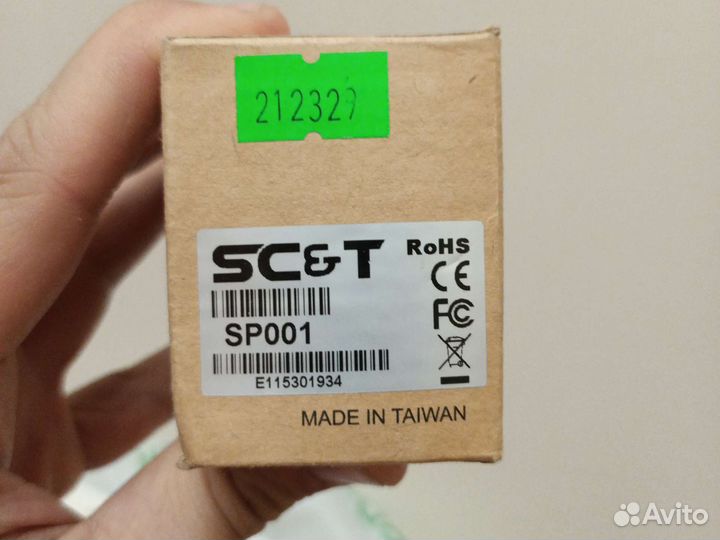 212329
SC&T
RoHS
CE
FC
SP001
E115301934
MADE IN TAIWAN
Avito